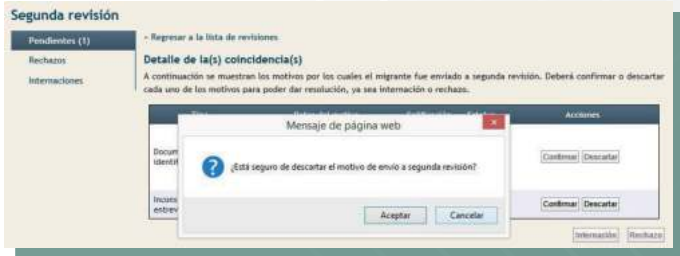 Segunda revisión
Pendientes (1)
Rechazos
Internaciones
« Regresar a la lista de revisiones
Detalle de la(s) coincidencia(s)
A continuación se muestran los motivos por los cuales el migrante fue enviado a segunda revisión. Deberá confirmar o descartar
cada uno de los motivos para poder dar resolución, ya sea internación o rechazo.
Acciones
Mensaje de página web
¿Está seguro de descartar el motivo de envío a segunda revisión?
Aceptar Cancelar
Docum
identif
Confirmar Descartar
entrev
Confirmar Descartar
Internación Rechazo